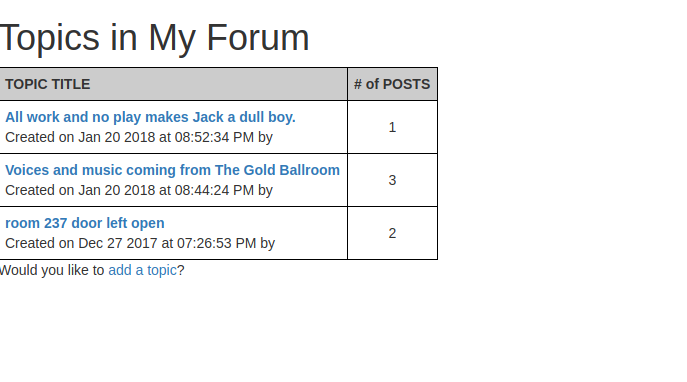 Topics in My Forum
TOPIC TITLE # of POSTS
All work and no play makes Jack a dull boy.
Created on Jan 20 2018 at 08:52:34 PM by
1
Voices and music coming from The Gold Ballroom
Created on Jan 20 2018 at 08:44:24 PM by
3
room 237 door left open
Created on Dec 27 2017 at 07:26:53 PM by
2
Would you like to add a topic?